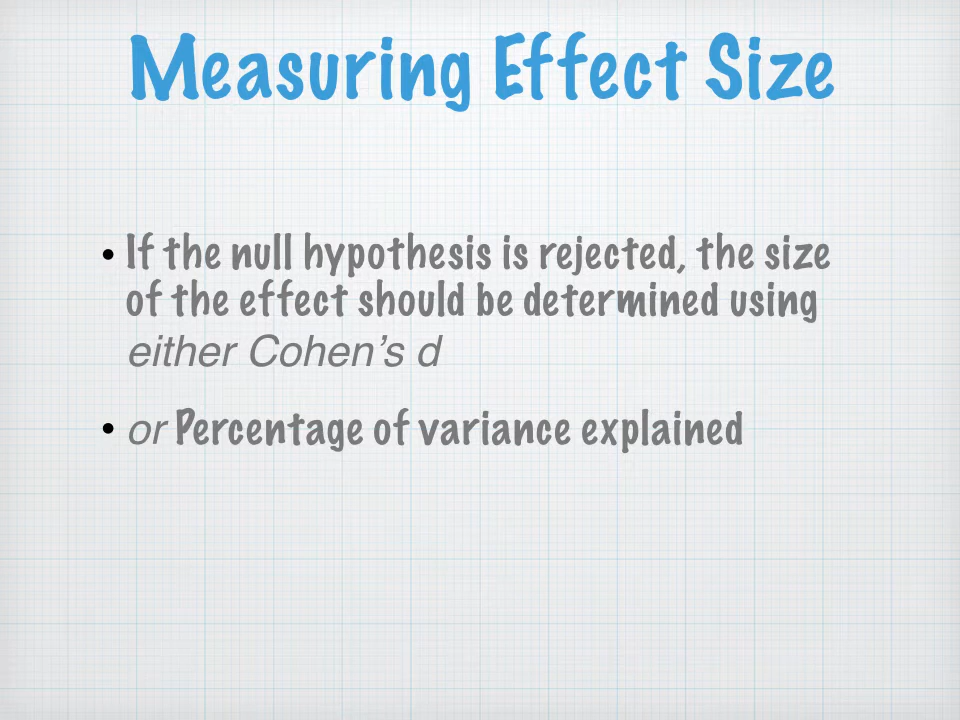 Measuring Effect Size
• If the null hypothesis is rejected, the size
of the effect should be determined using
either Cohen’s d
• or Percentage of variance explained